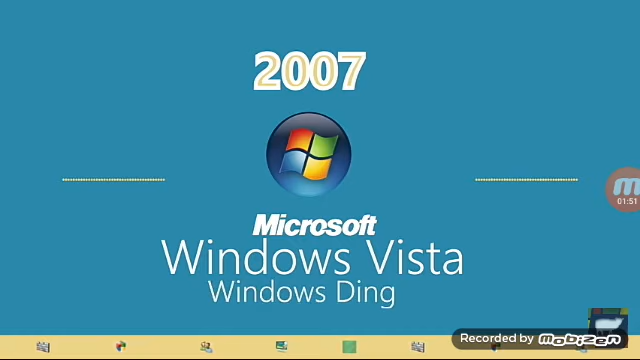 2007
Microsoft
Windows Vista
Windows Ding
01:51
Recorded by Mobizen